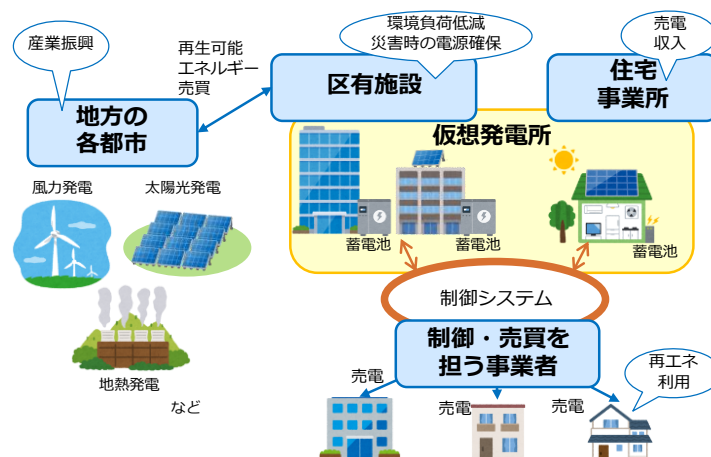 産業振興
再生可能
エネルギー
売買
環境負荷低減
災害時の電源確保
売電
収入
地方の
各都市
区有施設
住宅
事業所
仮想発電所
風力発電
太陽光発電
地熱発電
など
蓄電池
蓄電池
蓄電池
制御システム
制御・売買を
担う事業者
売電
売電
売電
再エネ
利用